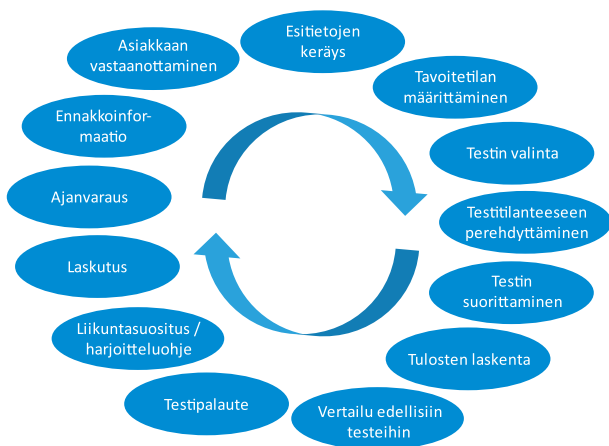 Esitietojen
keräys
Tavoitetilan
määrittäminen
Testin valinta
Testitilanteeseen
perehdyttäminen
Testin
suorittaminen
Tulosten laskenta
Vertailu edellisiin
testeihin
Testipalaute
Liikuntasuositus /
harjoitteluohje
Laskutus
Ajanvaraus
Ennakkoinfor-
maatio
Asiakkaan
vastaanottaminen